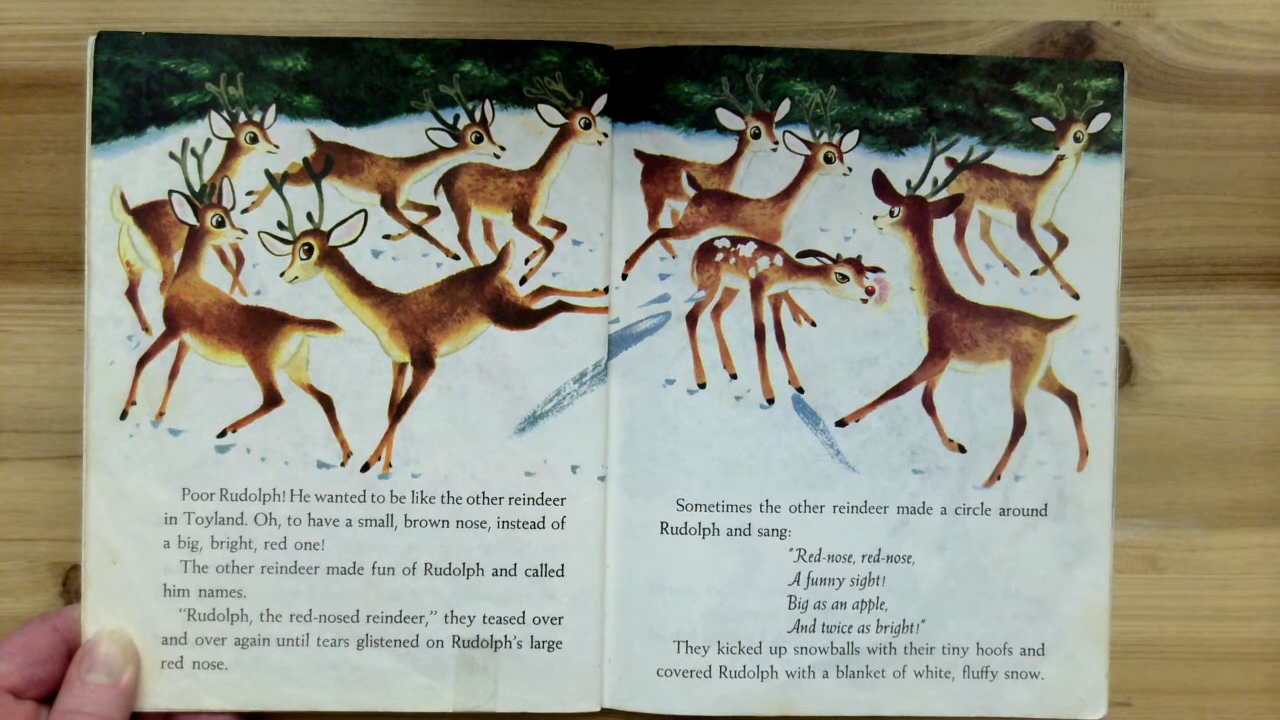 Poor Rudolph! He wanted to be like the other reindeer
in Toyland. Oh, to have a small, brown nose, instead of
a big, bright, red one!
The other reindeer made fun of Rudolph and called
him names.
"Rudolph, the red-nosed reindeer," they teased over
and over again until tears glistened on Rudolph's large
red nose.
Sometimes the other reindeer made a circle around
Rudolph and sang:
"Red-nose, red-nose,
A funny sight!
Big as an apple,
And twice as bright!"
They kicked up snowballs with their tiny hoofs and
covered Rudolph with a blanket of white, fluffy snow.